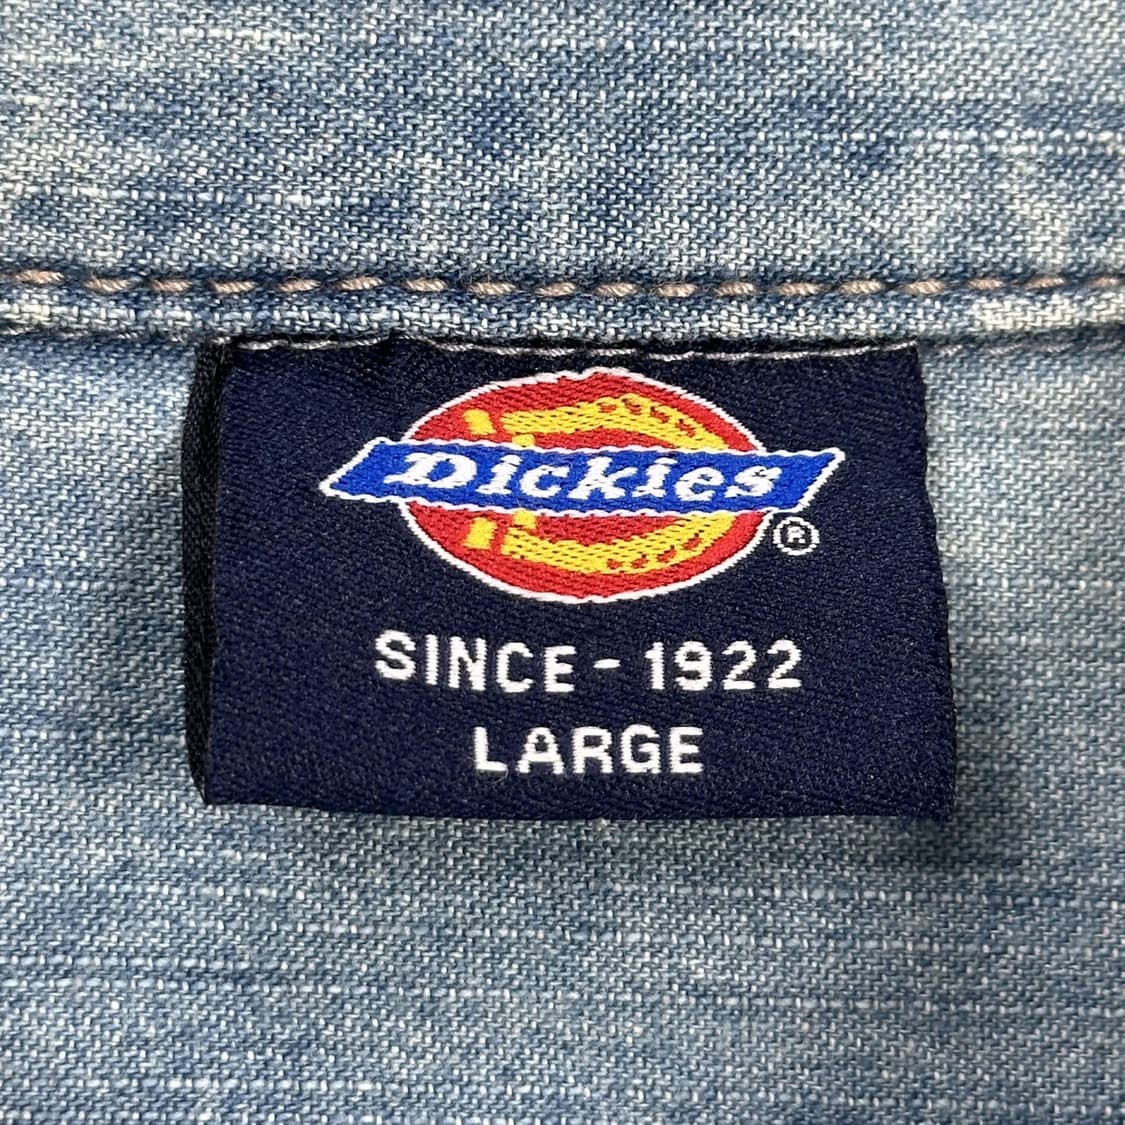 Dickies
®
SINCE - 1922
LARGE